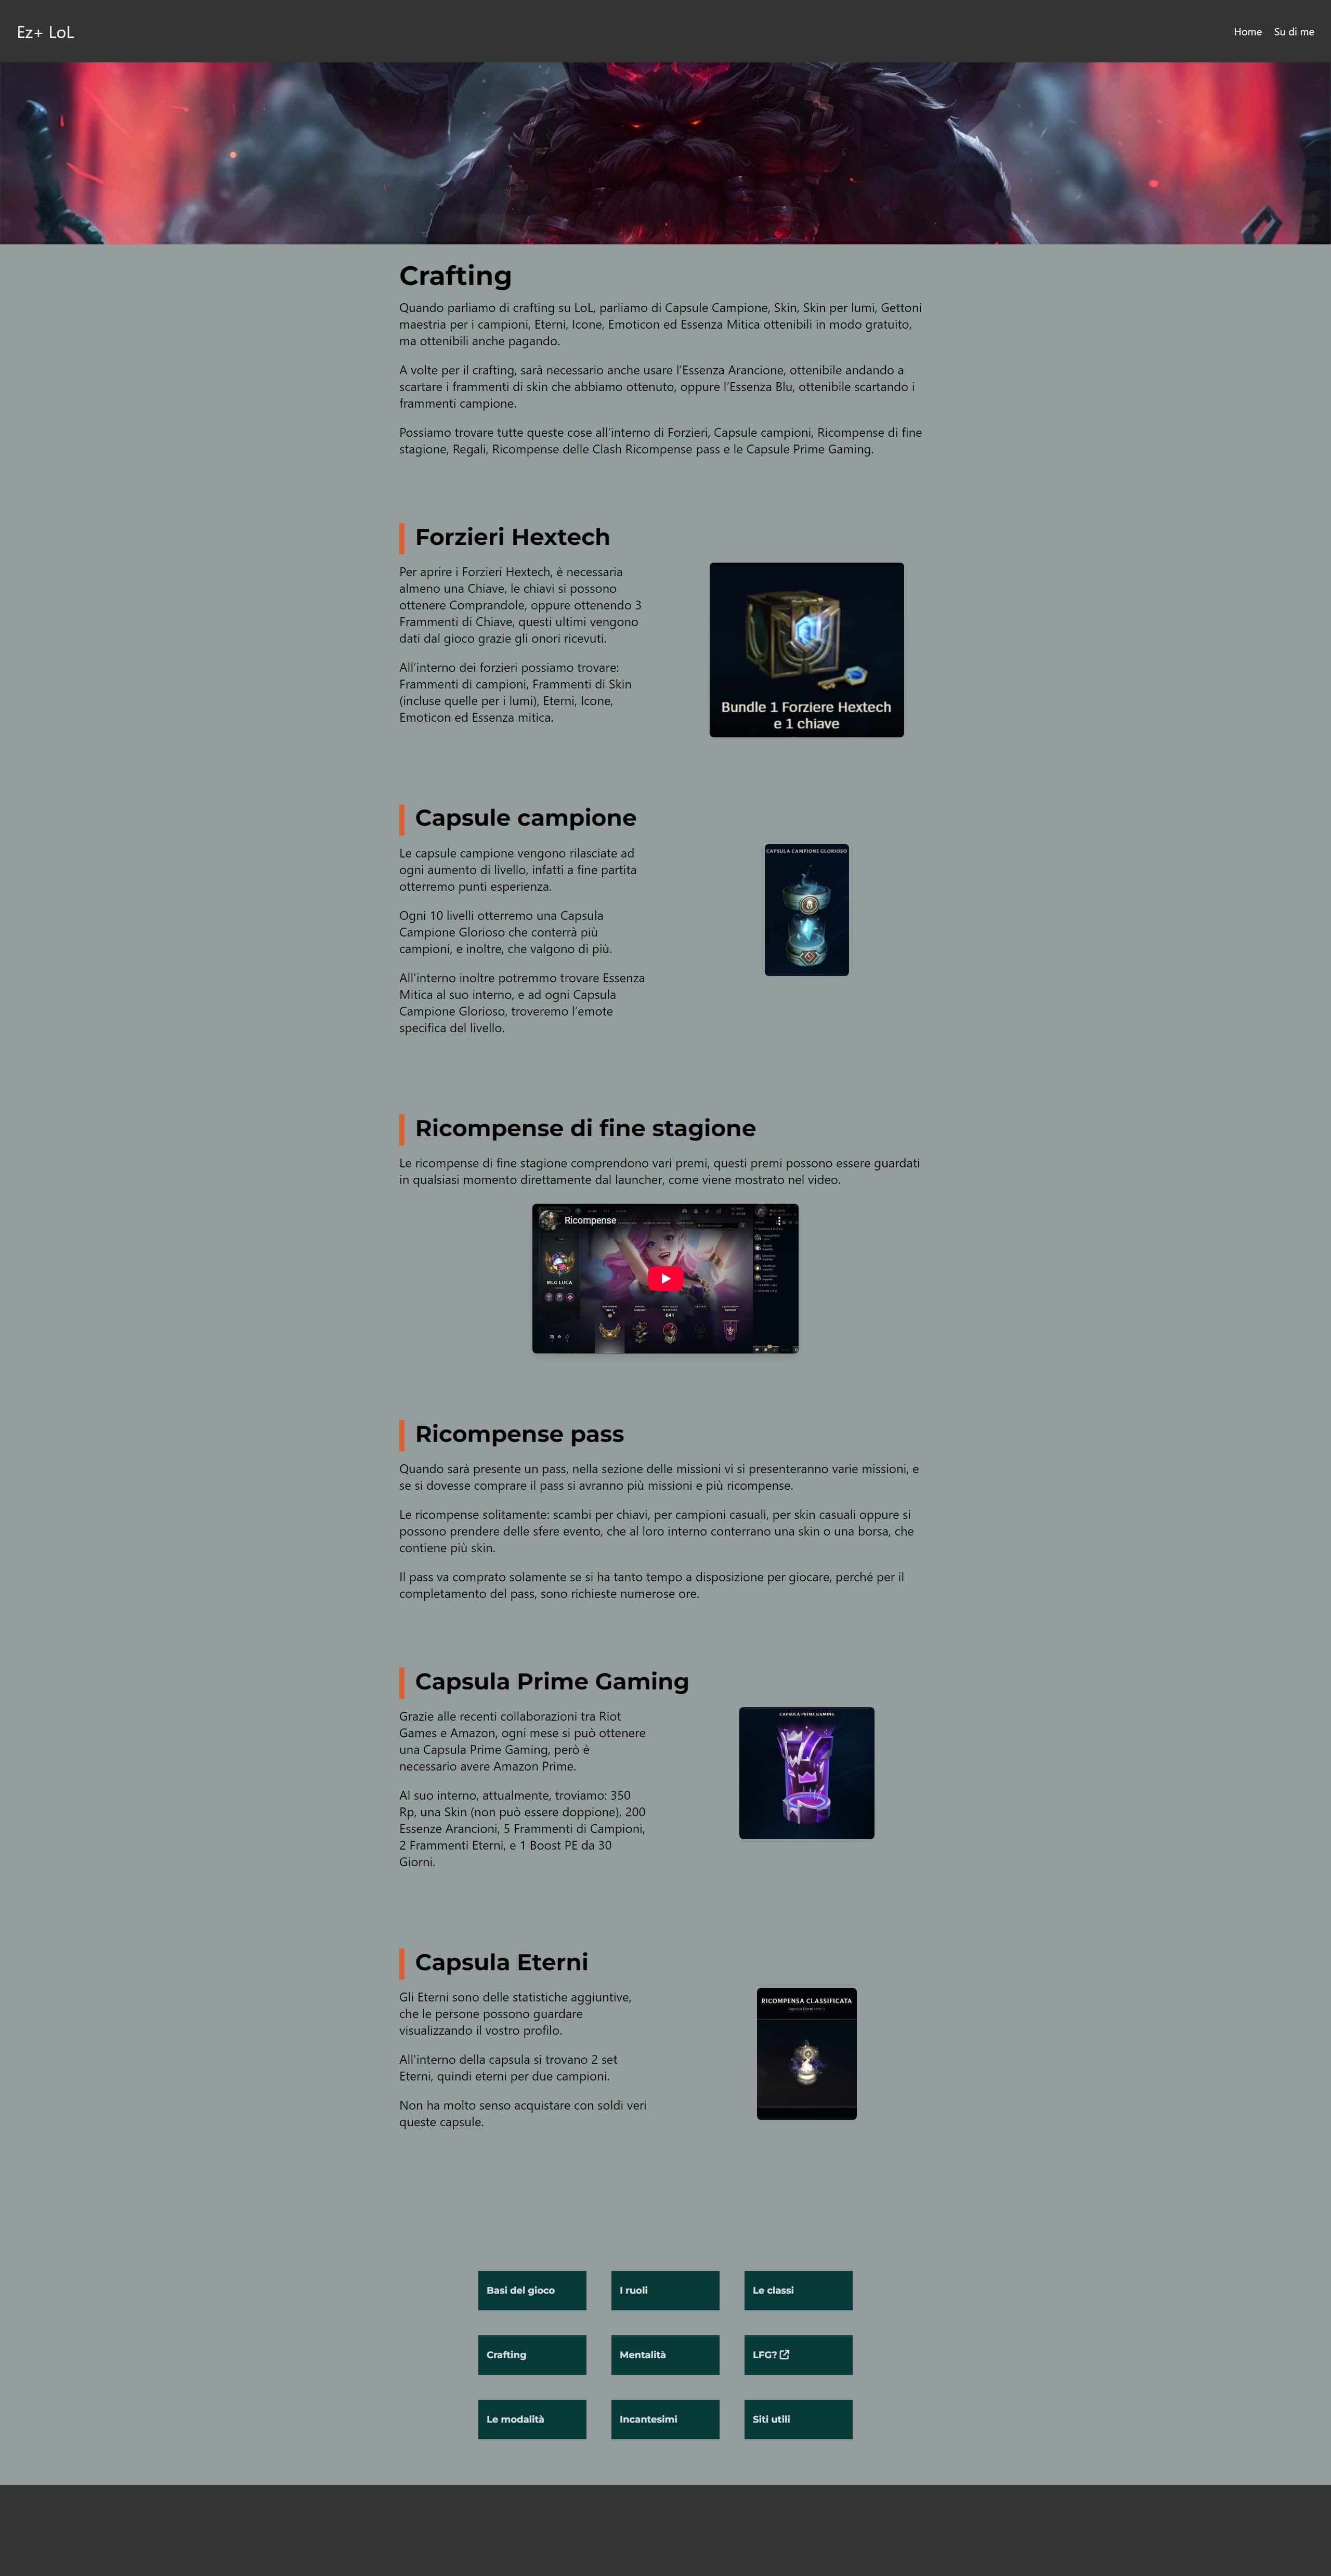 Ez+ LoL
Home
Su di me
Crafting
Quando parliamo di crafting su LoL, parliamo di Capsule Campione, Skin, Skin per lumi, Gettoni
maestria per i campioni, Eterni, Icone, Emoticon ed Essenza Mitica ottenibili in modo gratuito,
ma ottenibili anche pagando.
A volte per il crafting, sarà necessario anche usare l'Essenza Arancione, ottenibile andando a
scartare i frammenti di skin che abbiamo ottenuto, oppure l'Essenza Blu, ottenibile scartando i
frammenti campione.
Possiamo trovare tutte queste cose all'interno di Forzieri, Capsule campioni, Ricompense di fine
stagione, Regali, Ricompense delle Clash Ricompense pass e le Capsule Prime Gaming.
Forzieri Hextech
Per aprire i Forzieri Hextech, è necessaria
almeno una Chiave, le chiavi si possono
ottenere Comprandole, oppure ottenendo 3
Frammenti di Chiave, questi ultimi vengono
dati dal gioco grazie gli onori ricevuti.
All'interno dei forzieri possiamo trovare:
Frammenti di campioni, Frammenti di Skin
(incluse quelle per i lumi), Eterni, Icone,
Emoticon ed Essenza mitica.
Bundle 1 Forziere Hextech
e 1 chiave
Capsule campione
Le capsule campione vengono rilasciate ad
ogni aumento di livello, infatti a fine partita
otterremo punti esperienza.
Ogni 10 livelli otterremo una Capsula
Campione Glorioso che conterrà più
campioni, e inoltre, che valgono di più.
All'interno inoltre potremmo trovare Essenza
Mitica al suo interno, e ad ogni Capsula
Campione Glorioso, troveremo l'emote
specifica del livello.
CAPSULA CAMPIONE GLORIOSO
Ricompense di fine stagione
Le ricompense di fine stagione comprendono vari premi, questi premi possono essere guardati
in qualsiasi momento direttamente dal launcher, come viene mostrato nel video.
Ricompense
MLG LUCA
Ricompense pass
Quando sarà presente un pass, nella sezione delle missioni vi si presenteranno varie missioni, e
se si dovesse comprare il pass si avranno più missioni e più ricompense.
Le ricompense solitamente: scambi per chiavi, per campioni casuali, per skin casuali oppure si
possono prendere delle sfere evento, che al loro interno conterrano una skin o una borsa, che
contiene più skin.
Il pass va comprato solamente se si ha tanto tempo a disposizione per giocare, perché per il
completamento del pass, sono richieste numerose ore.
Capsula Prime Gaming
Grazie alle recenti collaborazioni tra Riot
Games e Amazon, ogni mese si può ottenere
una Capsula Prime Gaming, però è
necessario avere Amazon Prime.
Al suo interno, attualmente, troviamo: 350
Rp, una Skin (non può essere doppione), 200
Essenze Arancioni, 5 Frammenti di Campioni,
2 Frammenti Eterni, e 1 Boost PE da 30
Giorni.
CAPSULA PRIME GAMING
Capsula Eterni
Gli Eterni sono delle statistiche aggiuntive,
che le persone possono guardare
visualizzando il vostro profilo.
All'interno della capsula si trovano 2 set
Eterni, quindi eterni per due campioni.
Non ha molto senso acquistare con soldi veri
queste capsule.
RICOMPENSA CLASSIFICATA
Basi del gioco
I ruoli
Le classi
Crafting
Mentalità
LFG?
Le modalità
Incantesimi
Siti utili